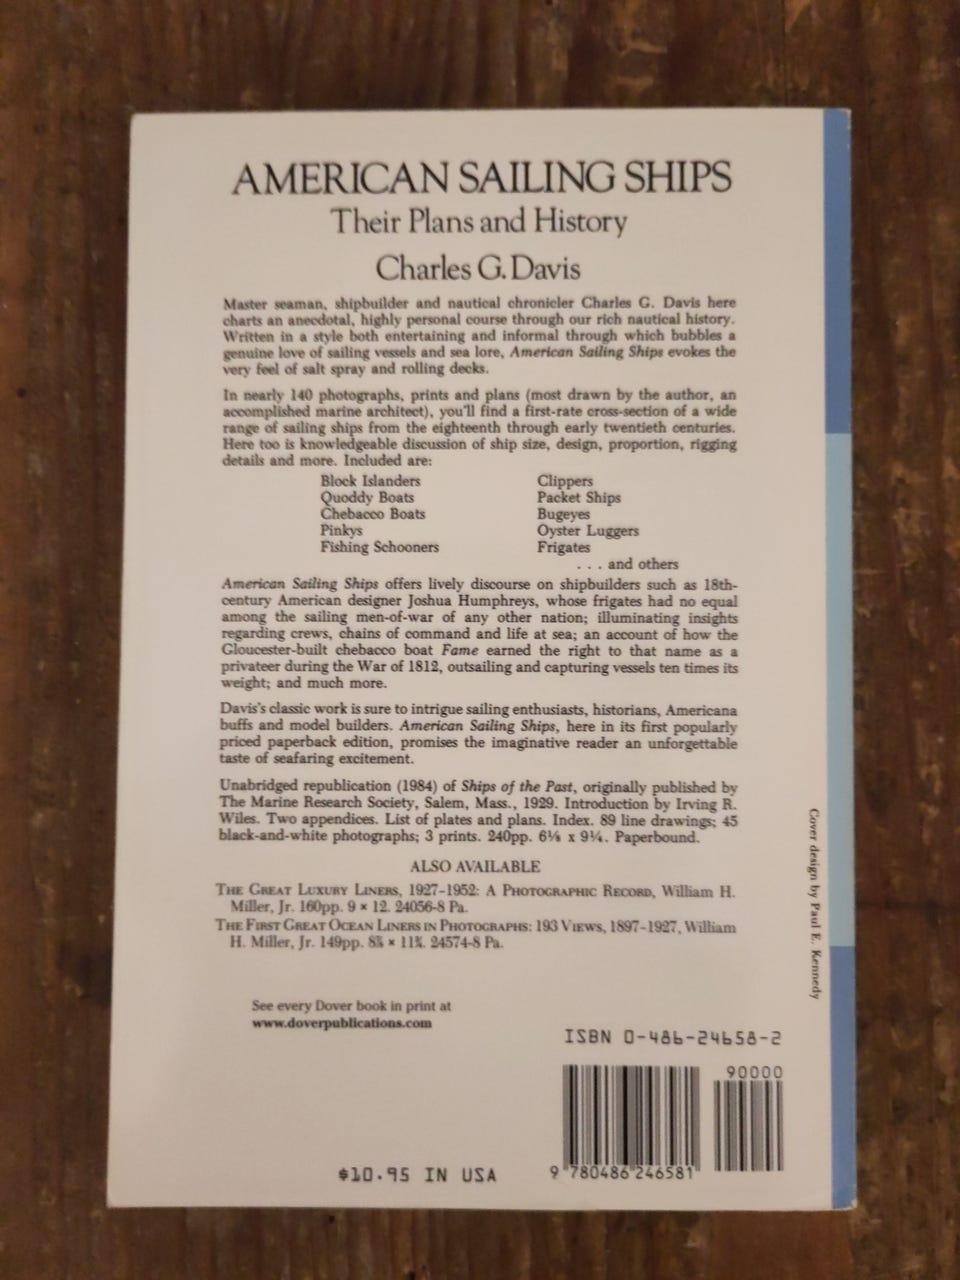 AMERICAN SAILING SHIPS
Their Plans and History
Charles G. Davis
Master seaman, shipbuilder and nautical chronicler Charles G. Davis here
charts an anecdotal, highly personal course through our rich nautical history.
Written in a style both entertaining and informal through which bubbles a
genuine love of sailing vessels and sea lore, American Sailing Ships evokes the
very feel of salt spray and rolling decks.
In nearly 140 photographs, prints and plans (most drawn by the author, an
accomplished marine architect), you'll find a first-rate cross-section of a wide
range of sailing ships from the eighteenth through early twentieth centuries.
Here too is knowledgeable discussion of ship size, design, proportion, rigging
details and more. Included are:
Block Islanders
Quoddy Boats
Chebacco Boats
Pinkys
Fishing Schooners
Clippers
Packet Ships
Bugeyes
Oyster Luggers
Frigates
. . . and others
American Sailing Ships offers lively discourse on shipbuilders such as 18th-
century American designer Joshua Humphreys, whose frigates had no equal
among the sailing men-of-war of any other nation; illuminating insights
regarding crews, chains of command and life at sea; an account of how the
Gloucester-built chebacco boat Fame earned the right to that name as a
privateer during the War of 1812, outsailing and capturing vessels ten times its
weight; and much more.
Davis's classic work is sure to intrigue sailing enthusiasts, historians, Americana
buffs and model builders. American Sailing Ships, here in its first popularly
priced paperback edition, promises the imaginative reader an unforgettable
taste of seafaring excitement.
Unabridged republication (1984) of Ships of the Past, originally published by
The Marine Research Society, Salem, Mass., 1929. Introduction by Irving R.
Wiles. Two appendices. List of plates and plans. Index. 89 line drawings; 45
black-and-white photographs; 3 prints. 240pp. 6⅛ x 9¼. Paperbound.
ALSO AVAILABLE
THE GREAT LUXURY LINERS, 1927–1952: A PHOTOGRAPHIC RECORD, William H.
Miller, Jr. 160pp. 9 × 12. 24056-8 Pa.
THE FIRST GREAT OCEAN LINERS IN PHOTOGRAPHS: 193 VIEWS, 1897–1927, William
H. Miller, Jr. 149pp. 24574-8 Pa.
Cover design by Paul E. Kennedy
See every Dover book in print at
www.doverpublications.com
ISBN 0-486-24658-2
90000
9 780486 246581
$10.95 IN USA